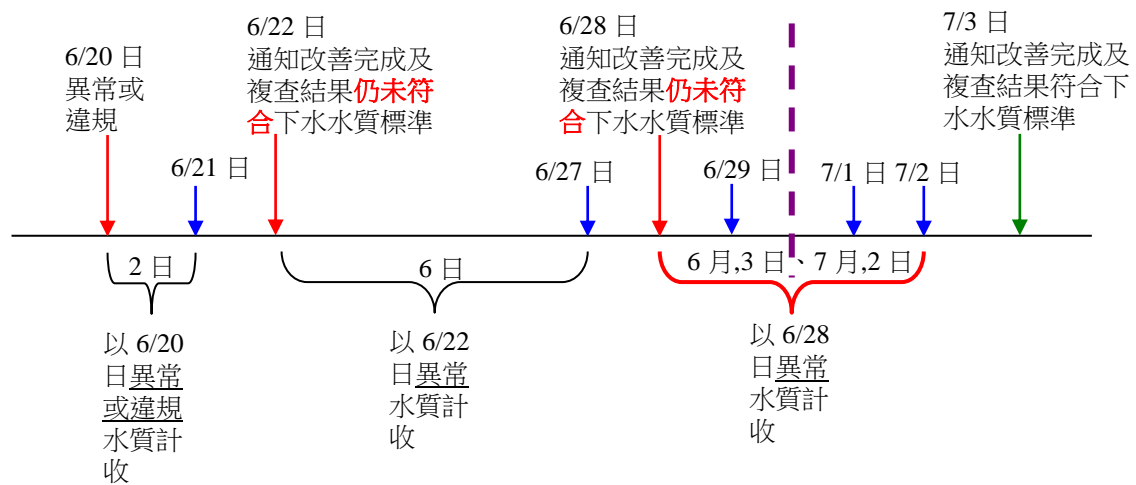 6/20 日
異常或
違規
6/21 日
6/22 日
通知改善完成及
複查結果仍未符
合下水水質標準
6/27 日
6/28 日
通知改善完成及
複查結果仍未符
合下水水質標準
6/29 日
7/1 日
7/2 日
7/3 日
通知改善完成及
複查結果符合下
水水質標準
2 日
6 日
6 月,3 日、7 月,2 日
以 6/20
日異常
或違規
水質計
收
以 6/22
日異常
水質計
收
以 6/28
日異常
水質計
收